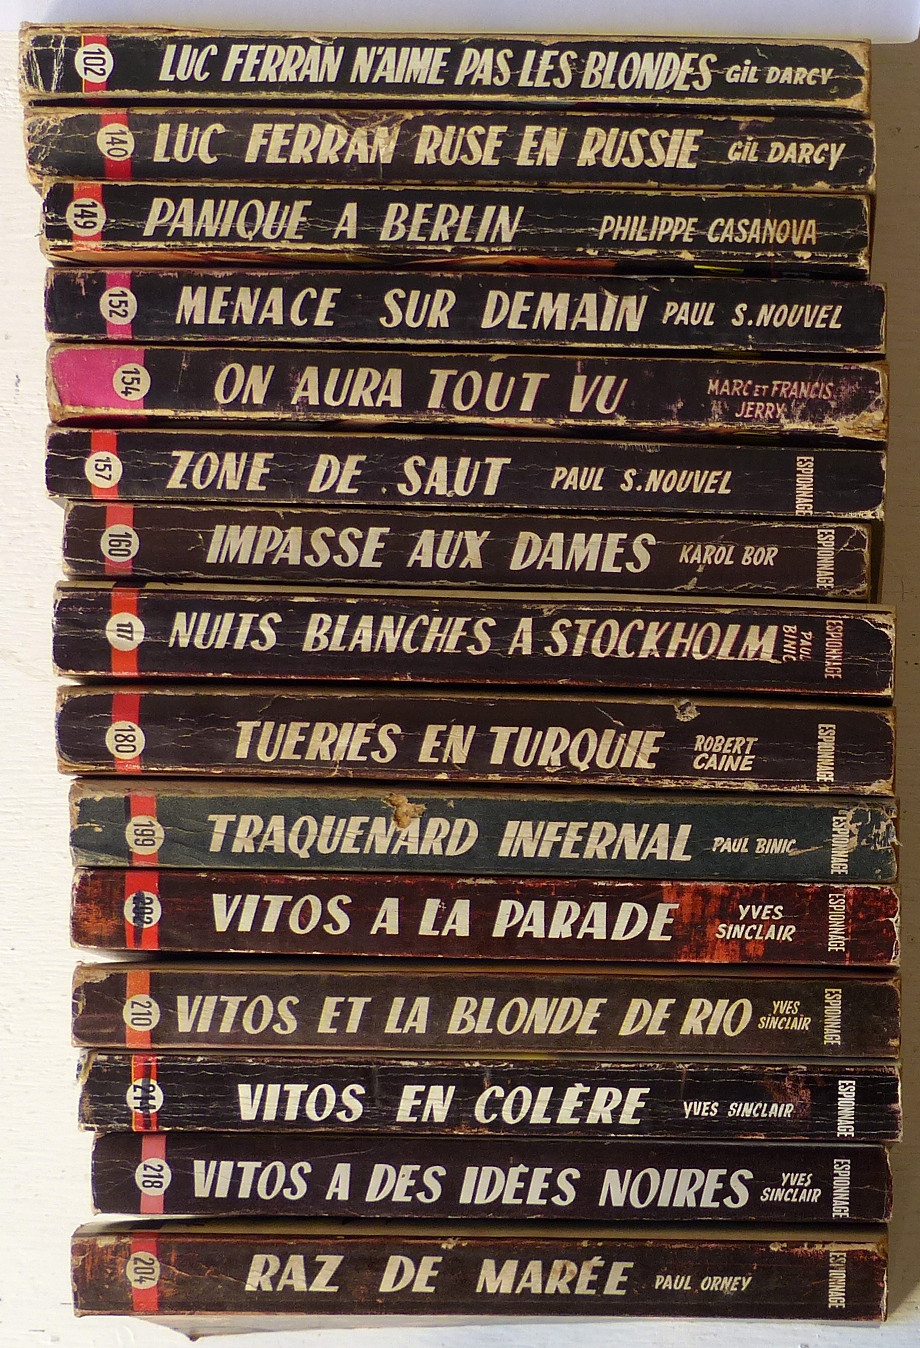 102 LUC FERRAN N'AIME PAS LES BLONDES GIL DARCY
140 LUC FERRAN RUSE EN RUSSIE GIL DARCY
149 PANIQUE A BERLIN PHILIPPE CASANOVA
152 MENACE SUR DEMAIN PAUL S. NOUVEL
154 ON AURA TOUT VU MARC ET FRANCIS
JERRY
157 ZONE DE SAUT PAUL S. NOUVEL ESPIONNAGE
160 IMPASSE AUX DAMES KAROL BOR ESPIONNAGE
177 NUITS BLANCHES A STOCKHOLM PAUL
BINIC
ESPIONNAGE
180 TUERIES EN TURQUIE ROBERT
CAINE
ESPIONNAGE
199 TRAQUENARD INFERNAL PAUL BINIC ESPIONNAGE
VITOS A LA PARADE YVES
SINCLAIR
ESPIONNAGE
210 VITOS ET LA BLONDE DE RIO YVES
SINCLAIR
ESPIONNAGE
VITOS EN COLÈRE YVES SINCLAIR ESPIONNAGE
218 VITOS A DES IDÉES NOIRES YVES
SINCLAIR
ESPIONNAGE
204 RAZ DE MARÉE PAUL ORNEY ESPIONNAGE